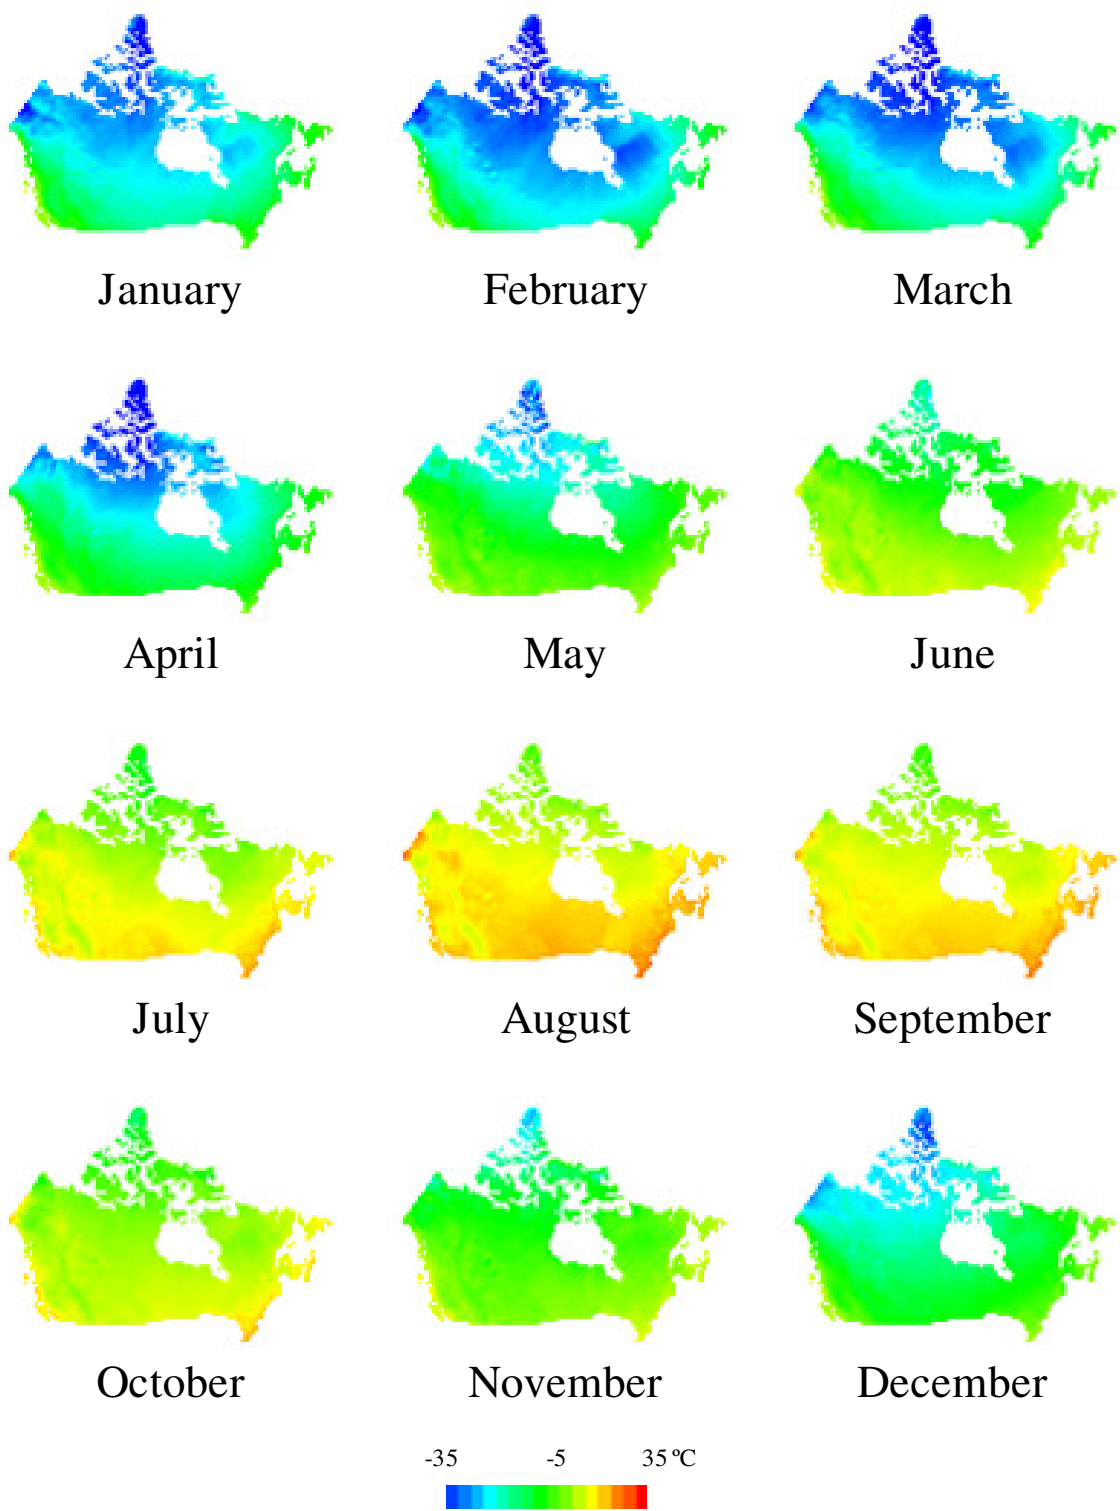 January February March
April May June
July August September
October November December
-35 -5 35 ºC